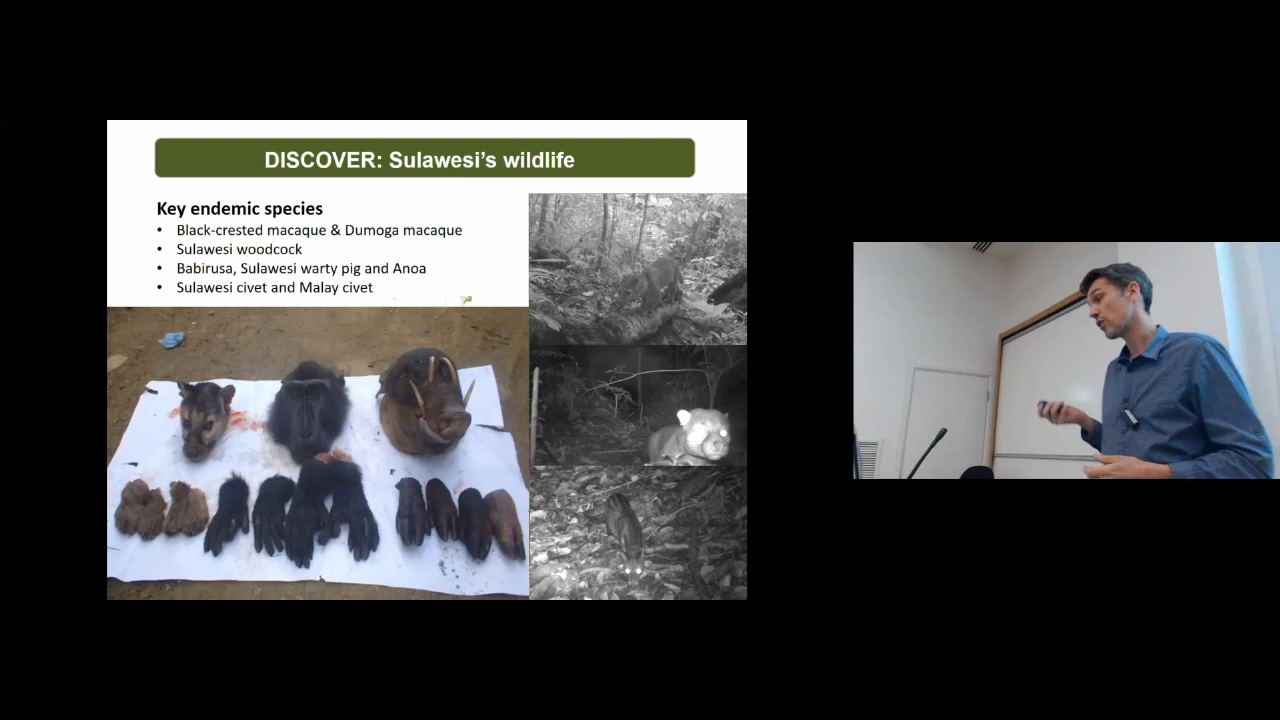 DISCOVER: Sulawesi's wildlife
Key endemic species
• Black-crested macaque & Dumoga macaque
• Sulawesi woodcock
• Babirusa, Sulawesi warty pig and Anoa
• Sulawesi civet and Malay civet